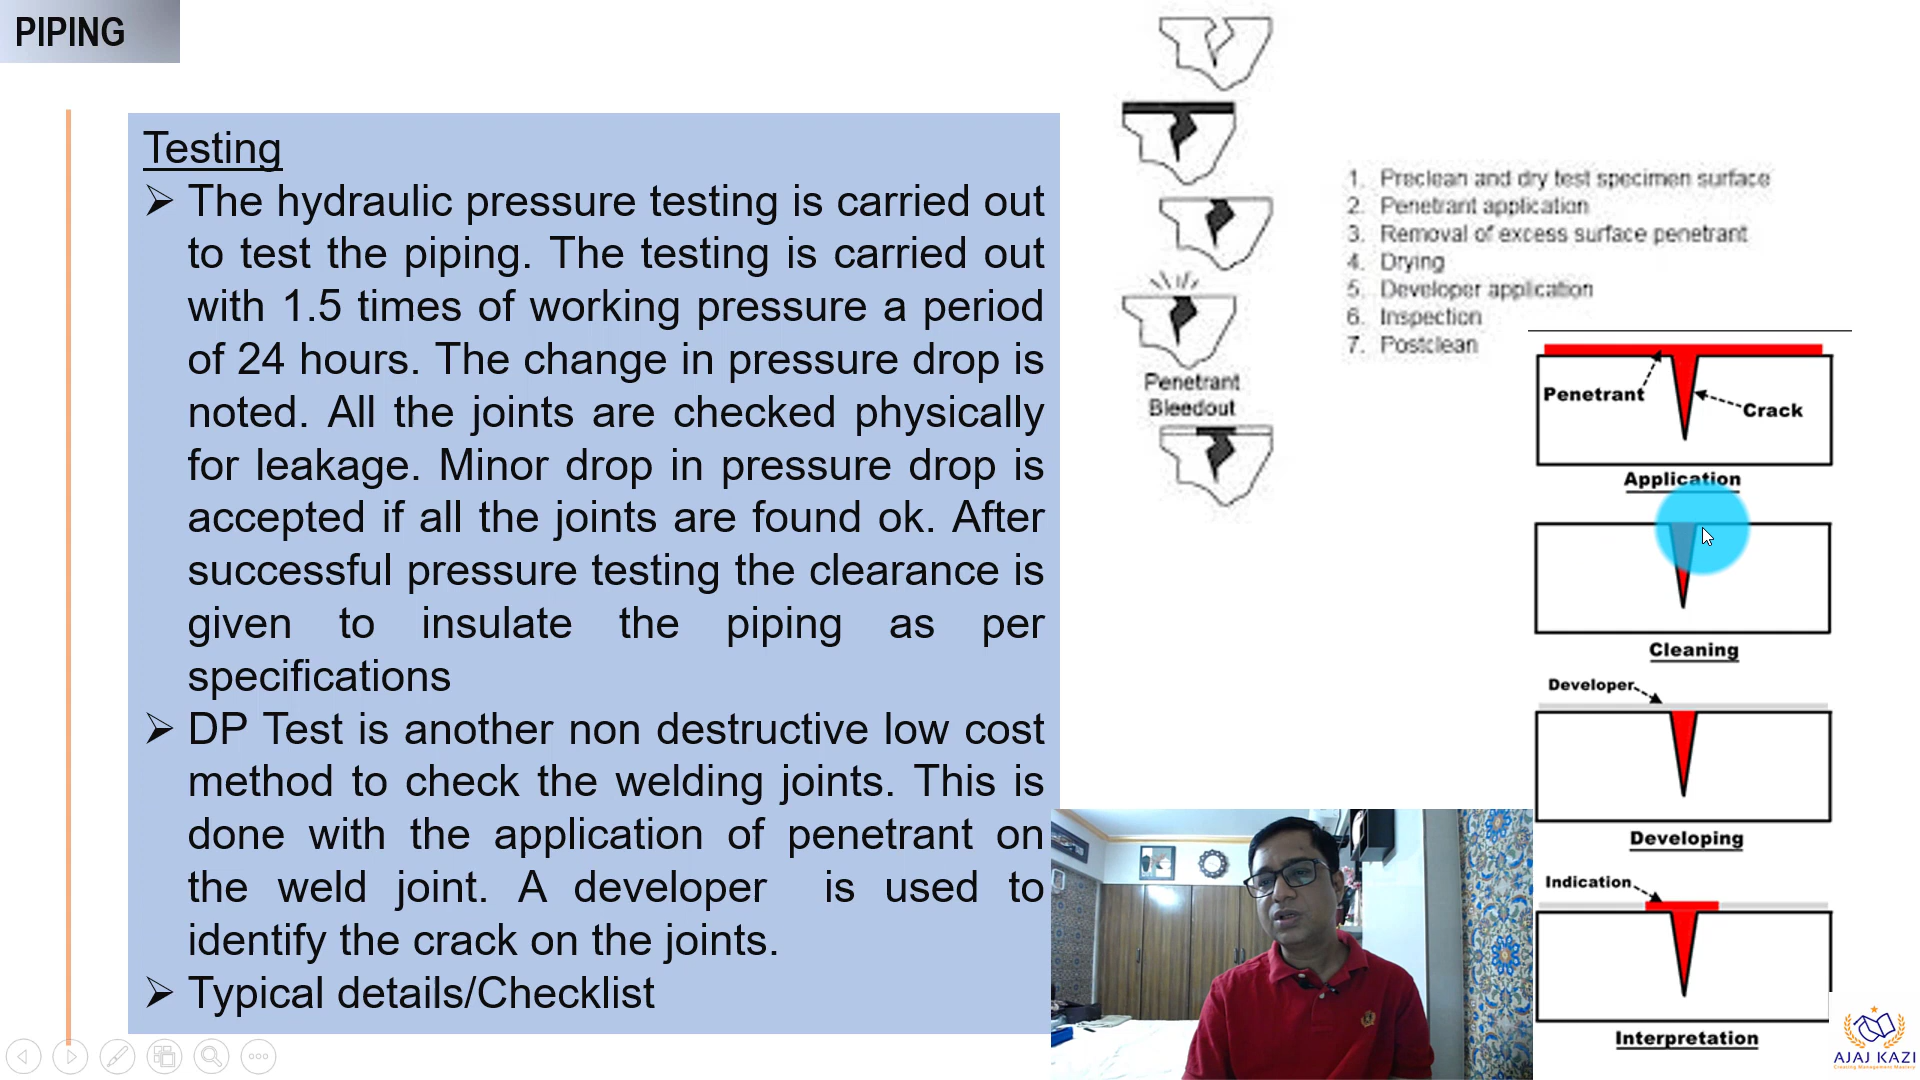 PIPING
Testing
➢ The hydraulic pressure testing is carried out
to test the piping. The testing is carried out
with 1.5 times of working pressure a period
of 24 hours. The change in pressure drop is
noted. All the joints are checked physically
for leakage. Minor drop in pressure drop is
accepted if all the joints are found ok. After
successful pressure testing the clearance is
given to insulate the piping as per
specifications
➢ DP Test is another non destructive low cost
method to check the welding joints. This is
done with the application of penetrant on
the weld joint. A developer is used to
identify the crack on the joints.
➢ Typical details/Checklist
Penetrant
Bleedout
1. Preclean and dry test specimen surface
2. Penetrant application
3. Removal of excess surface penetrant
4. Drying
5. Developer application
6. Inspection
7. Postclean
Penetrant
Crack
Application
Cleaning
Developer
Developing
Indication
Interpretation
AJAJ KAZI
Creating Management Masters